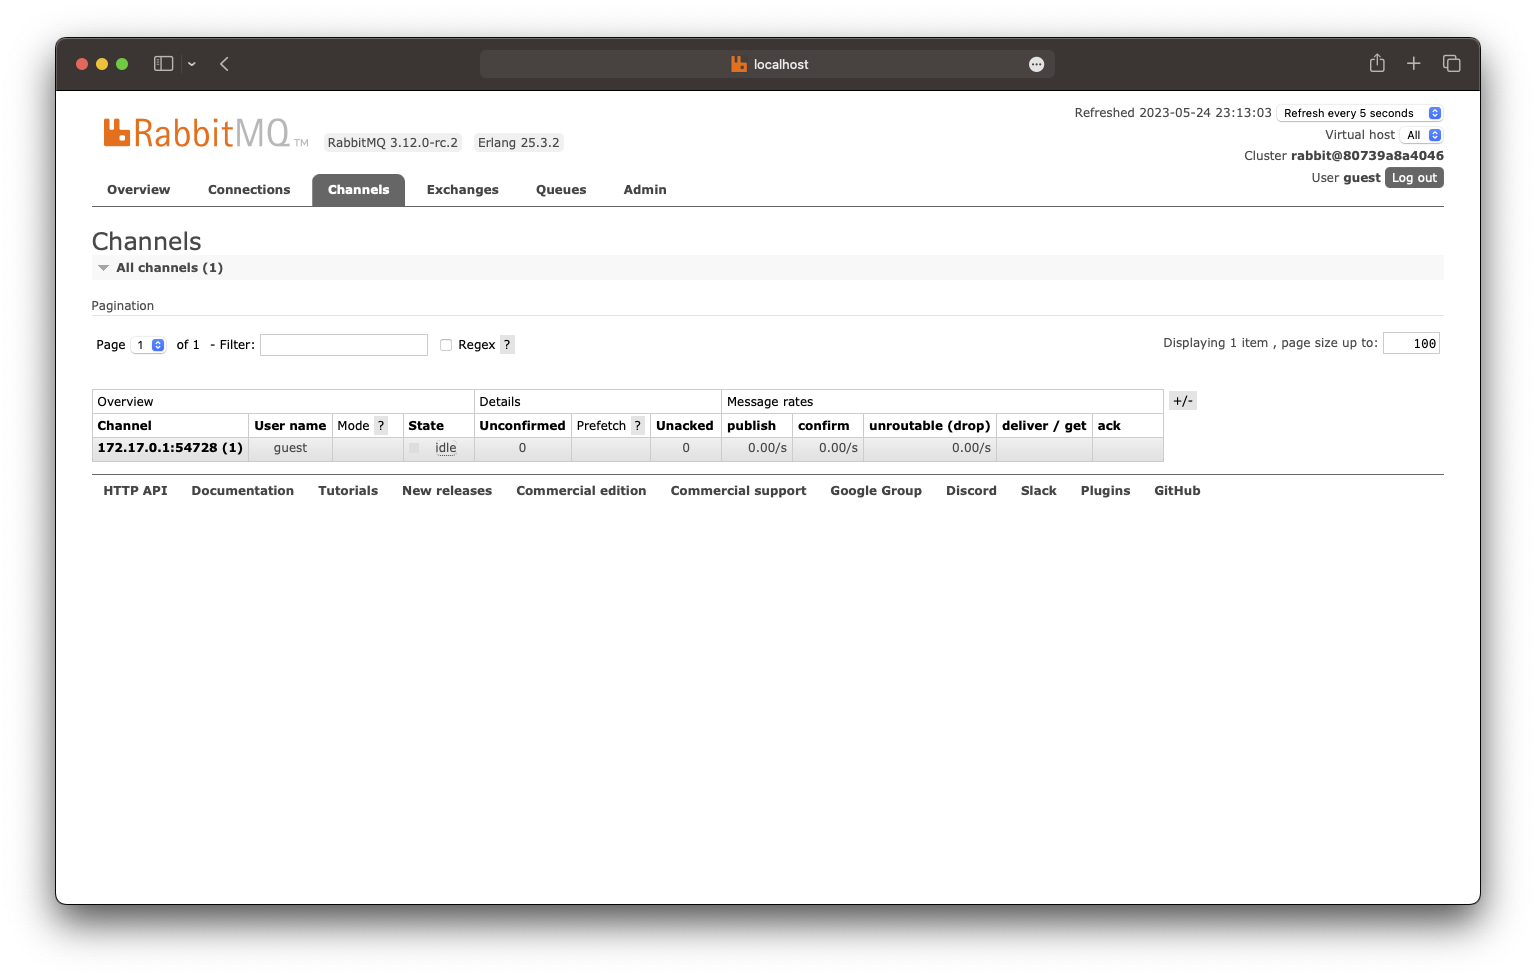 localhost
RabbitMQ TM RabbitMQ 3.12.0-rc.2 Erlang 25.3.2
Refreshed 2023-05-24 23:13:03 Refresh every 5 seconds
Virtual host All
Cluster rabbit@80739a8a4046
User guest Log out
Overview Connections Channels Exchanges Queues Admin
Channels
All channels (1)
Pagination
Page 1 of 1 - Filter: Regex ? Displaying 1 item , page size up to: 100
Overview Details Message rates +/-
Channel User name Mode ? State Unconfirmed Prefetch ? Unacked publish confirm unroutable (drop) deliver / get ack
172.17.0.1:54728 (1) guest idle 0 0 0.00/s 0.00/s 0.00/s
HTTP API Documentation Tutorials New releases Commercial edition Commercial support Google Group Discord Slack Plugins GitHub